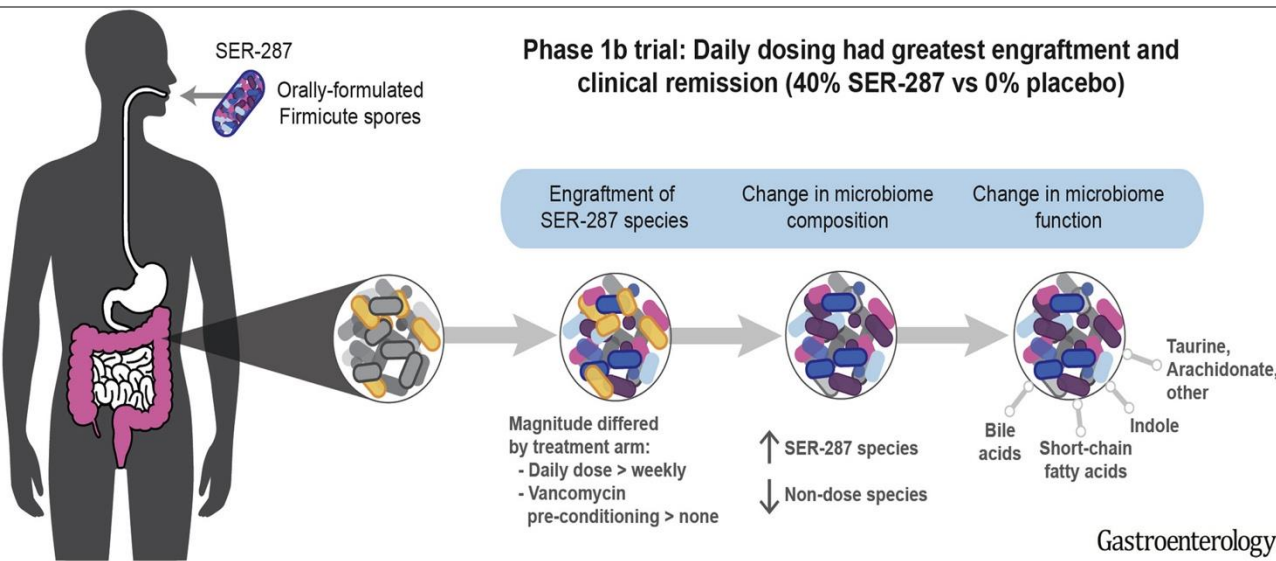 SER-287
Orally-formulated
Firmicute spores
Phase 1b trial: Daily dosing had greatest engraftment and
clinical remission (40% SER-287 vs 0% placebo)
Engraftment of
SER-287 species
Change in microbiome
composition
Change in microbiome
function
Magnitude differed
by treatment arm:
- Daily dose > weekly
- Vancomycin
pre-conditioning > none
↑ SER-287 species
↓ Non-dose species
Bile
acids
Short-chain
fatty acids
Indole
Taurine,
Arachidonate,
other
Gastroenterology